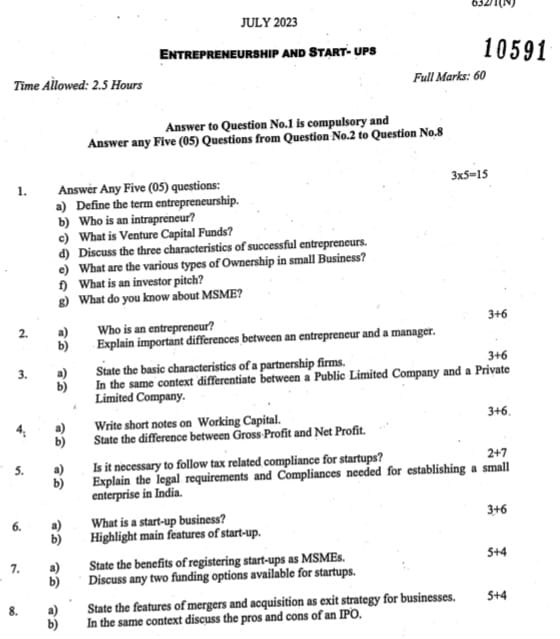 632/1(N)
JULY 2023
10591
ENTREPRENEURSHIP AND START- UPS
Time Allowed: 2.5 Hours
Full Marks: 60
Answer to Question No.1 is compulsory and
Answer any Five (05) Questions from Question No.2 to Question No.8
3x5=15
1. Answer Any Five (05) questions:
a) Define the term entrepreneurship.
b) Who is an intrapreneur?
c) What is Venture Capital Funds?
d) Discuss the three characteristics of successful entrepreneurs.
e) What are the various types of Ownership in small Business?
f) What is an investor pitch?
g) What do you know about MSME?
3+6
2. a) Who is an entrepreneur?
b) Explain important differences between an entrepreneur and a manager.
3+6
3. a) State the basic characteristics of a partnership firms.
b) In the same context differentiate between a Public Limited Company and a Private
Limited Company.
3+6.
4. a) Write short notes on Working Capital.
b) State the difference between Gross Profit and Net Profit.
2+7
5. a) Is it necessary to follow tax related compliance for startups?
b) Explain the legal requirements and Compliances needed for establishing a small
enterprise in India.
3+6
6. a) What is a start-up business?
b) Highlight main features of start-up.
5+4
7. a) State the benefits of registering start-ups as MSMEs.
b) Discuss any two funding options available for startups.
8. a) State the features of mergers and acquisition as exit strategy for businesses. 5+4
b) In the same context discuss the pros and cons of an IPO.